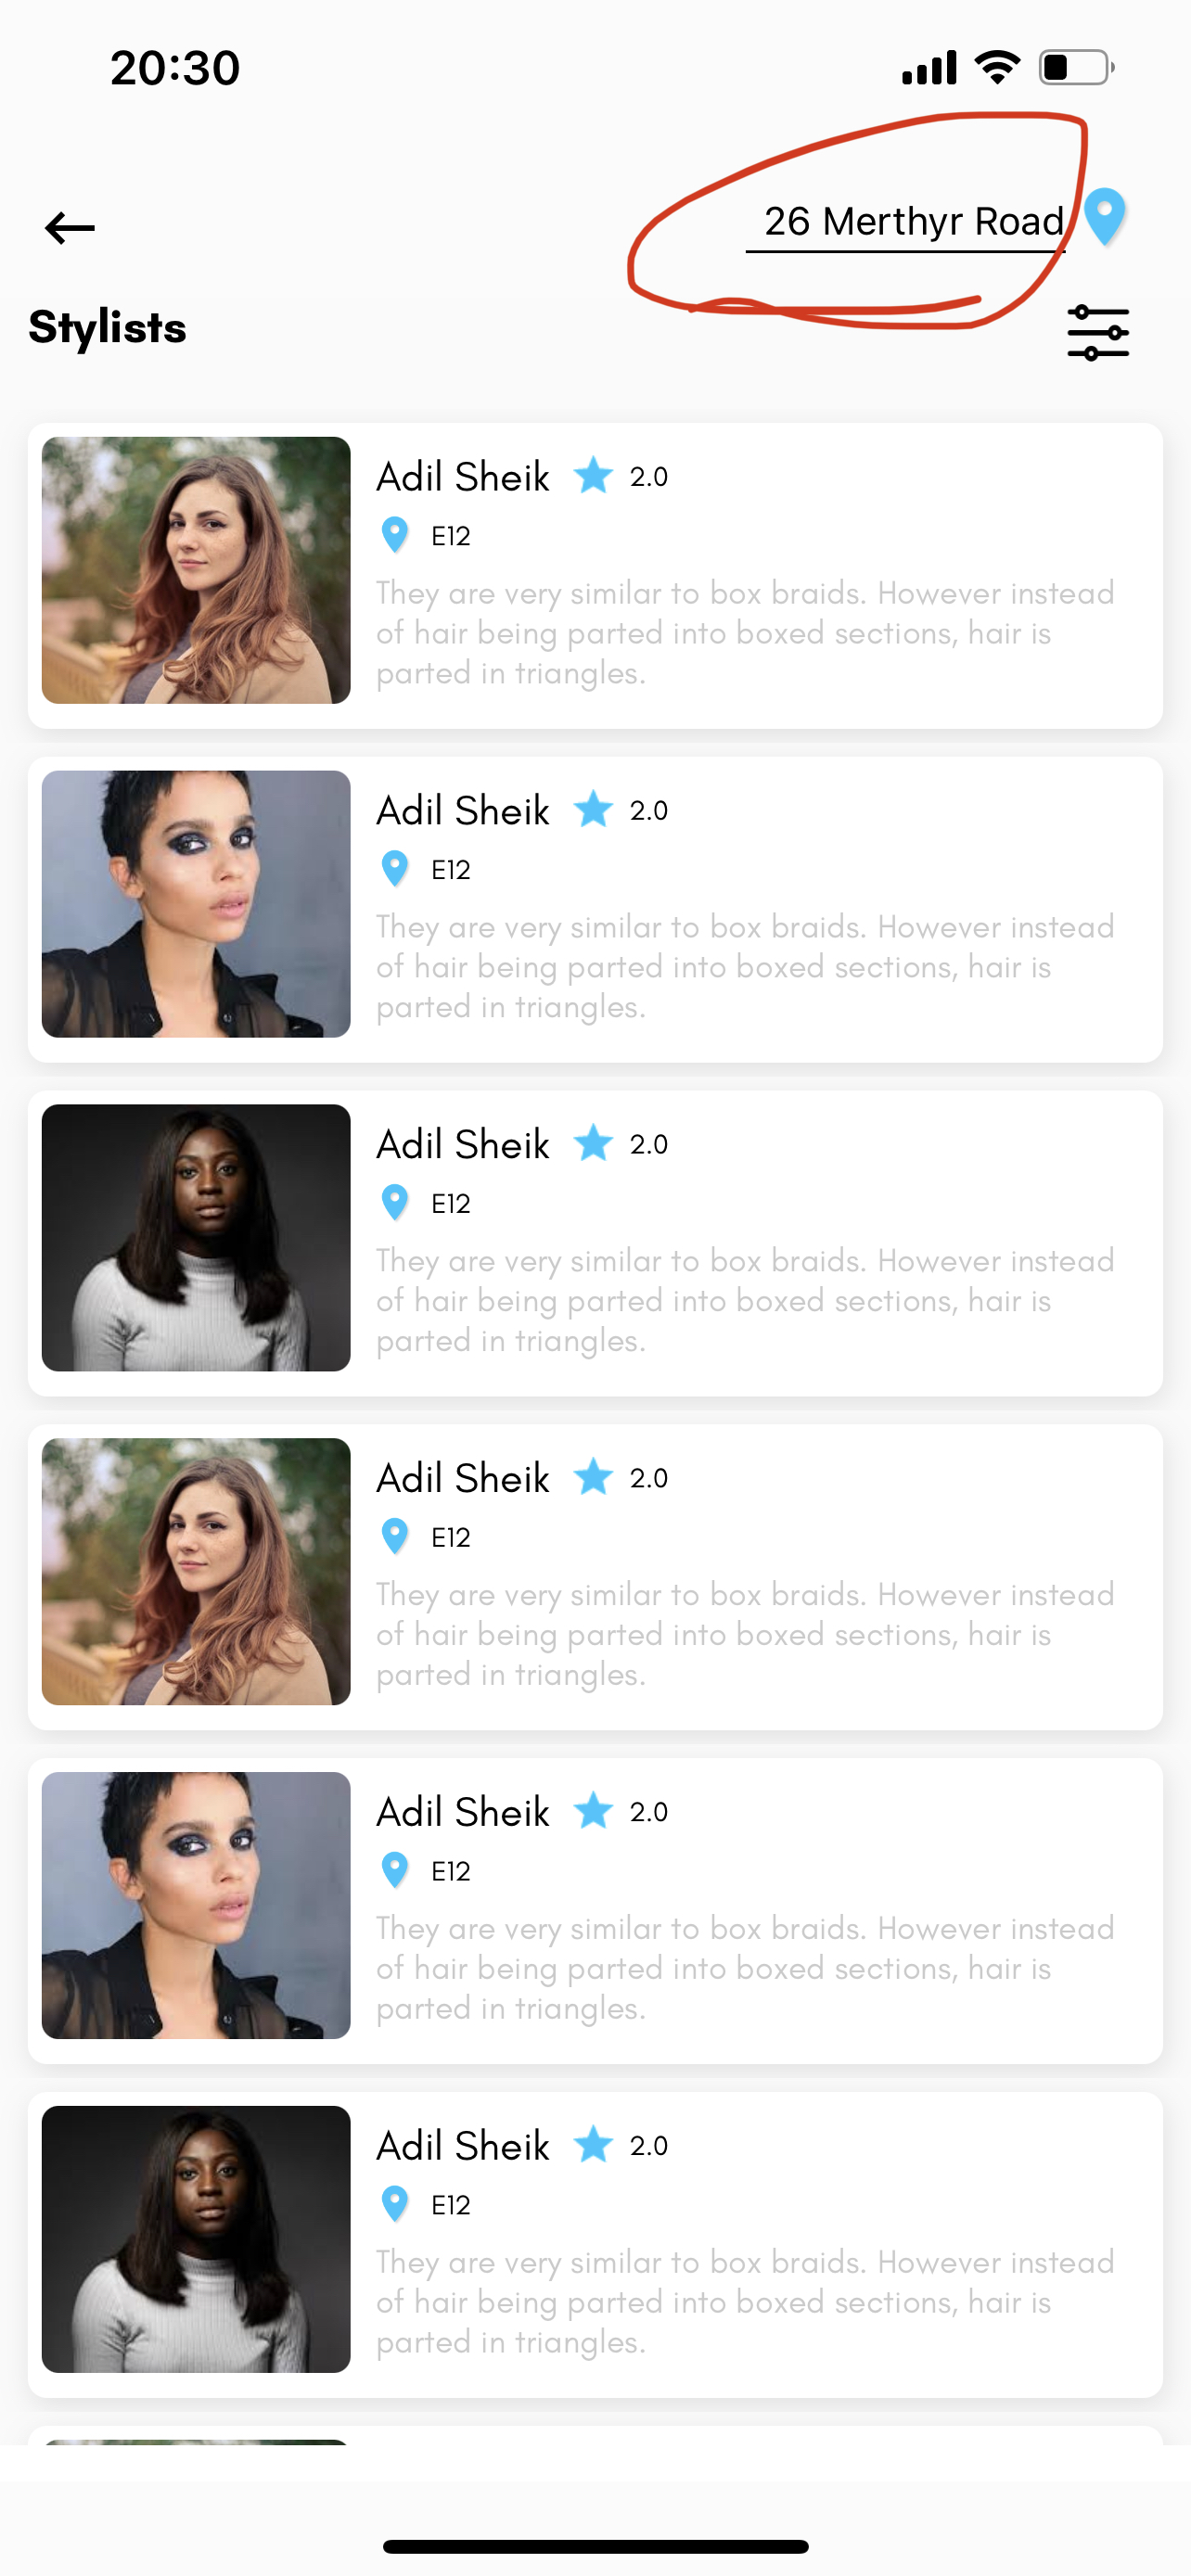 20:30
26 Merthyr Road
Stylists
Adil Sheik 2.0
E12
They are very similar to box braids. However instead
of hair being parted into boxed sections, hair is
parted in triangles.
Adil Sheik 2.0
E12
They are very similar to box braids. However instead
of hair being parted into boxed sections, hair is
parted in triangles.
Adil Sheik 2.0
E12
They are very similar to box braids. However instead
of hair being parted into boxed sections, hair is
parted in triangles.
Adil Sheik 2.0
E12
They are very similar to box braids. However instead
of hair being parted into boxed sections, hair is
parted in triangles.
Adil Sheik 2.0
E12
They are very similar to box braids. However instead
of hair being parted into boxed sections, hair is
parted in triangles.
Adil Sheik 2.0
E12
They are very similar to box braids. However instead
of hair being parted into boxed sections, hair is
parted in triangles.